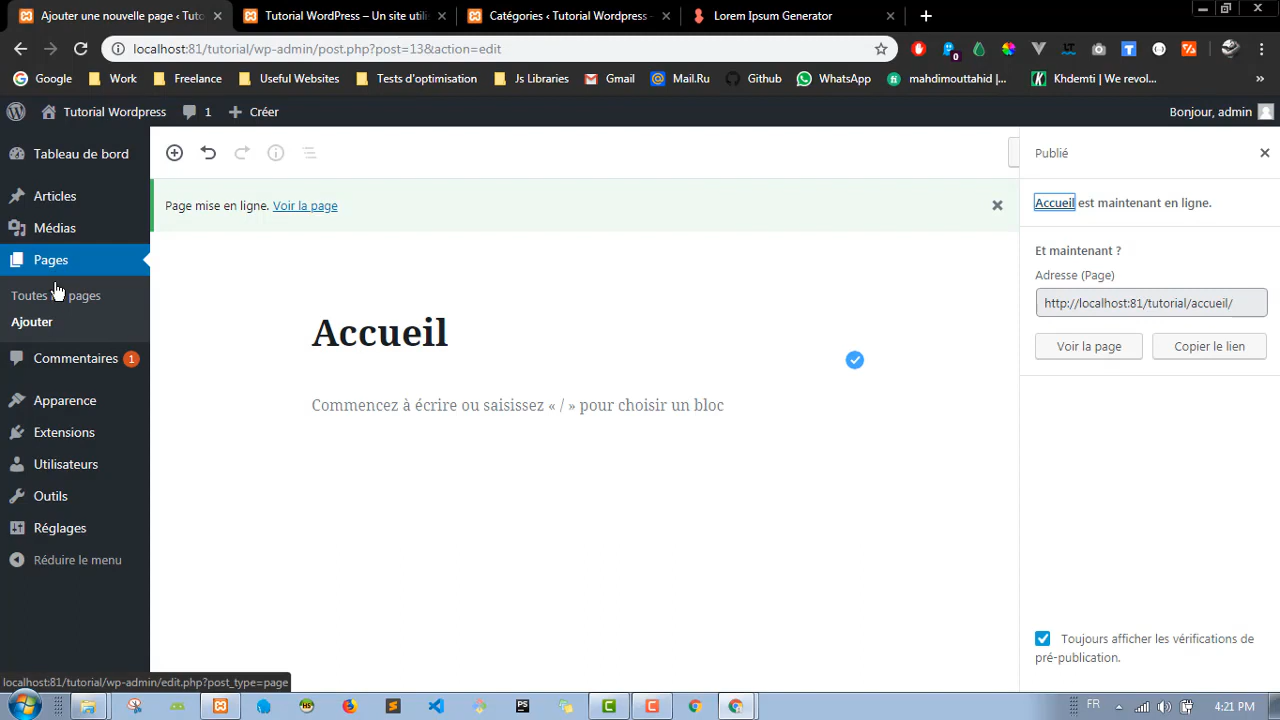 Ajouter une nouvelle page ‹ Tuto
Tutorial WordPress – Un site utili
Catégories ‹ Tutorial Wordpress -
Lorem Ipsum Generator
localhost:81/tutorial/wp-admin/post.php?post=13&action=edit
0
Google
Work
Freelance
Useful Websites
Tests d'optimisation
Js Libraries
Gmail
Mail.Ru
Github
WhatsApp
mahdimouttahid |...
Khdemti | We revol...
»
Tutorial Wordpress
1
Créer
Bonjour, admin
Tableau de bord
Articles
Médias
Pages
Toutes pages
Ajouter
Commentaires 1
Apparence
Extensions
Utilisateurs
Outils
Réglages
Réduire le menu
Page mise en ligne. Voir la page
Accueil
Commencez à écrire ou saisissez « / » pour choisir un bloc
Publié
Accueil est maintenant en ligne.
Et maintenant ?
Adresse (Page)
http://localhost:81/tutorial/accueil/
Voir la page
Copier le lien
Toujours afficher les vérifications de
pré-publication.
localhost:81/tutorial/wp-admin/edit.php?post_type=page
FR
4:21 PM